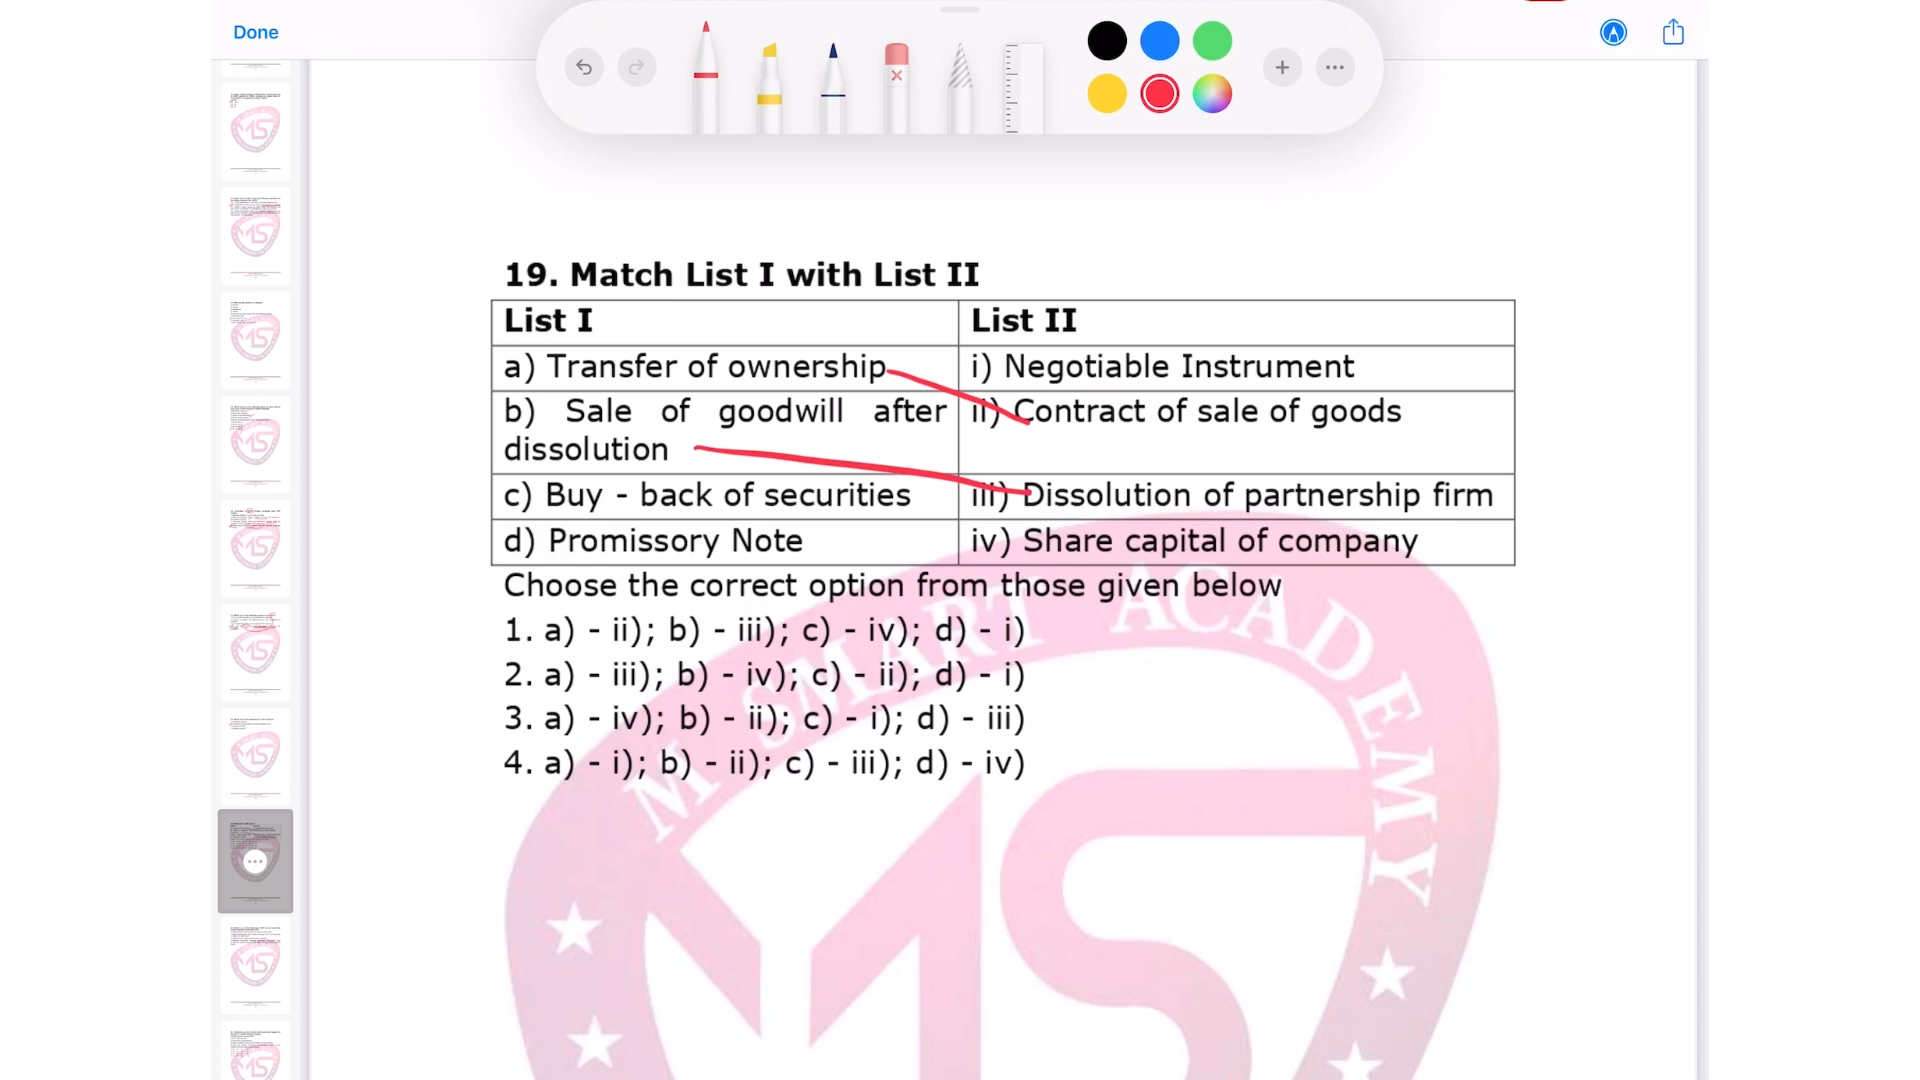 Done
19. Match List I with List II
List I
List II
a) Transfer of ownership
i) Negotiable Instrument
b) Sale of goodwill after
dissolution
ii) Contract of sale of goods
c) Buy - back of securities
iii) Dissolution of partnership firm
d) Promissory Note
iv) Share capital of company
Choose the correct option from those given below
1. a) - ii); b) - iii); c) - iv); d) - i)
2. a) - iii); b) - iv); c) - ii); d) - i)
3. a) - iv); b) - ii); c) - i); d) - iii)
4. a) - i); b) - ii); c) - iii); d) - iv)
M SMART ACADEMY
MS